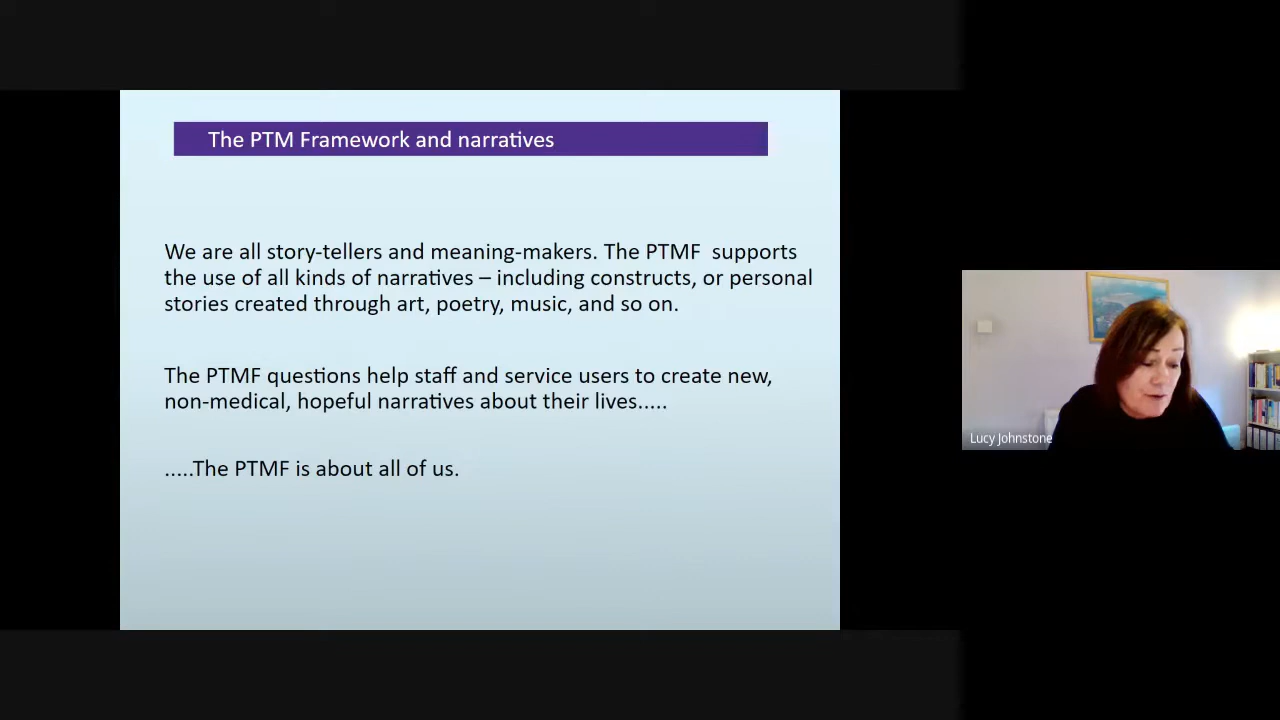 The PTM Framework and narratives
We are all story-tellers and meaning-makers. The PTMF  supports
the use of all kinds of narratives – including constructs, or personal
stories created through art, poetry, music, and so on.
The PTMF questions help staff and service users to create new,
non-medical, hopeful narratives about their lives.....
.....The PTMF is about all of us.
Lucy Johnstone